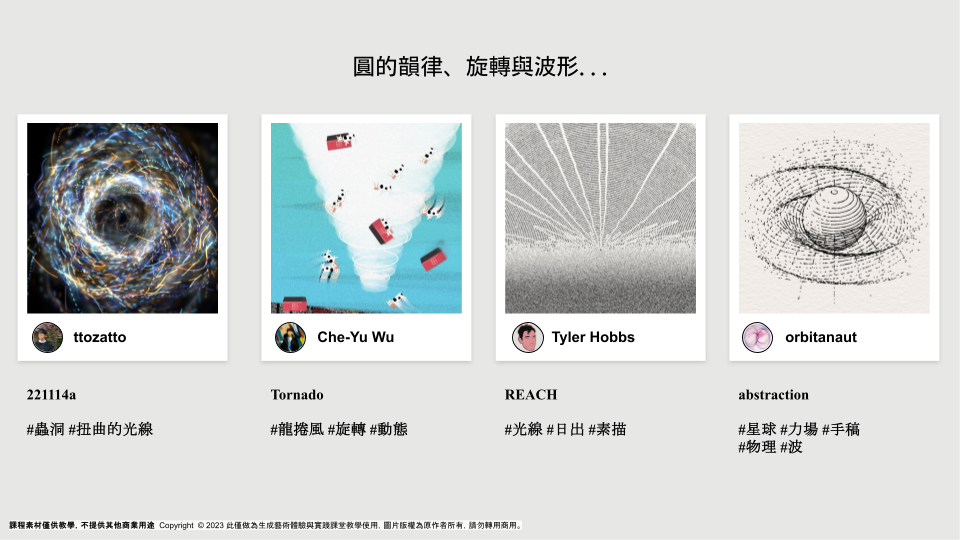 圓的韻律、旋轉與波形...
ttozatto
Che-Yu Wu
Tyler Hobbs
orbitanaut
221114a
#蟲洞 #扭曲的光線
Tornado
#龍捲風 #旋轉 #動態
REACH
#光線 #日出 #素描
abstraction
#星球 #力場 #手稿
#物理 #波
課程素材僅供教學, 不提供其他商業用途 Copyright © 2023 此僅做為生成藝術體驗與實踐課堂教學使用, 圖片版權為原作者所有, 請勿轉用商用。